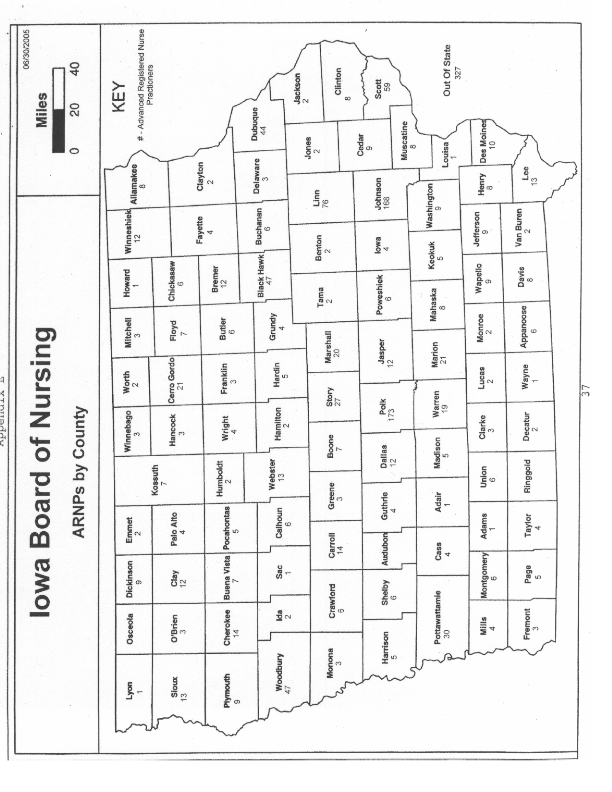 Appendix E
Iowa Board of Nursing
ARNPs by County
06/30/2005
Miles
0 20 40
KEY
# - Advanced Registered Nurse
Practioners
Lyon
1
Osceola
Dickinson
9
Emmet
2
Kossuth
7
Winnebago
3
Worth
2
Mitchell
3
Howard
1
Winneshiek
12
Allamakee
8
Sioux
13
O'Brien
3
Clay
12
Palo Alto
4
Hancock
3
Cerro Gordo
21
Floyd
7
Chickasaw
6
Fayette
4
Clayton
2
Plymouth
9
Cherokee
14
Buena Vista
7
Pocahontas
5
Humboldt
2
Wright
4
Franklin
3
Butler
6
Bremer
12
Woodbury
47
Ida
2
Sac
1
Calhoun
6
Webster
13
Hamilton
2
Hardin
5
Grundy
4
Black Hawk
47
Buchanan
6
Delaware
3
Dubuque
44
Monona
3
Crawford
6
Carroll
14
Greene
3
Boone
7
Story
27
Marshall
20
Tama
2
Benton
2
Linn
76
Jones
2
Jackson
2
Clinton
8
Harrison
5
Shelby
6
Audubon
Guthrie
4
Dallas
12
Polk
173
Jasper
12
Poweshiek
6
Iowa
4
Johnson
168
Cedar
9
Scott
59
Muscatine
8
Pottawattamie
30
Cass
4
Adair
1
Madison
5
Warren
19
Marion
21
Mahaska
8
Keokuk
5
Washington
9
Louisa
1
Out Of State
327
Mills
4
Montgomery
6
Adams
1
Union
6
Clarke
3
Lucas
2
Monroe
2
Wapello
9
Jefferson
9
Henry
8
Des Moines
10
Fremont
3
Page
5
Taylor
4
Ringgold
Decatur
2
Wayne
1
Appanoose
6
Davis
8
Van Buren
2
Lee
13
37